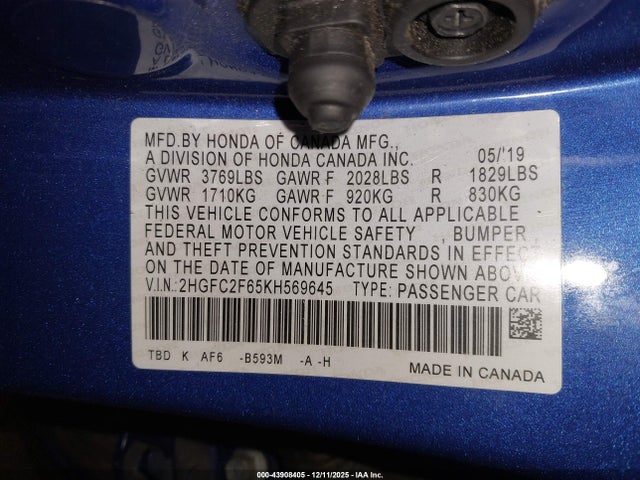 MFD.BY HONDA OF CANADA MFG.,
A DIVISION OF HONDA CANADA INC. 05/'19
GVWR 3769LBS GAWR F 2028LBS R 1829LBS
GVWR 1710KG GAWR F 920KG R 830KG
THIS VEHICLE CONFORMS TO ALL APPLICABLE
FEDERAL MOTOR VEHICLE SAFETY , BUMPER,
AND THEFT PREVENTION STANDARDS IN EFFECT
ON THE DATE OF MANUFACTURE SHOWN ABOVE.
V.I.N.:2HGFC2F65KH569645 TYPE: PASSENGER CAR
TBD K AF6 -B593M -A -H
MADE IN CANADA
000-43908405 - 12/11/2025 - IAA Inc.